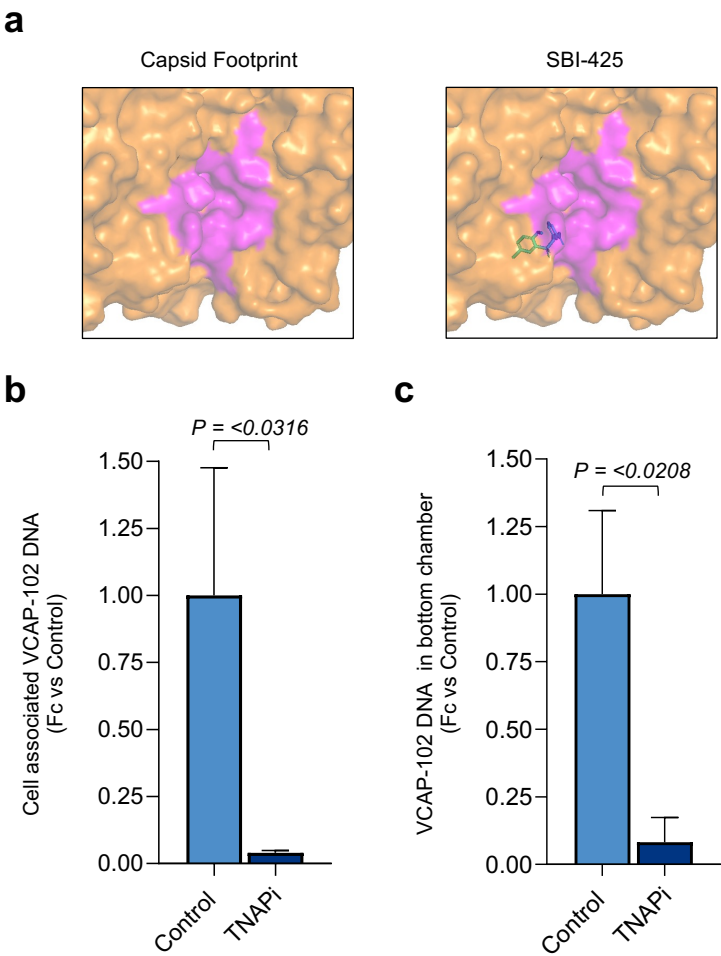 a
Capsid Footprint
SBI-425
b
P = <0.0316
Cell associated VCAP-102 DNA
(Fc vs Control)
1.50
1.25
1.00
0.75
0.50
0.25
0.00
Control
TNAPi
c
P = <0.0208
VCAP-102 DNA in bottom chamber
(Fc vs Control)
1.50
1.25
1.00
0.75
0.50
0.25
0.00
Control
TNAPi